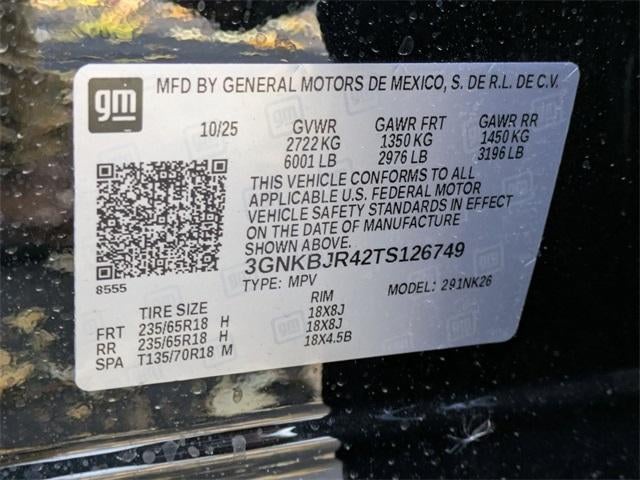 gm
MFD BY GENERAL MOTORS DE MEXICO, S. DE R.L. DE C.V.
10/25 GVWR GAWR FRT GAWR RR
2722 KG 1350 KG 1450 KG
6001 LB 2976 LB 3196 LB
THIS VEHICLE CONFORMS TO ALL
APPLICABLE U.S. FEDERAL MOTOR
VEHICLE SAFETY STANDARDS IN EFFECT
ON THE DATE OF MANUFACTURE
SHOWN ABOVE.
3GNKBJR42TS126749
8555
TYPE: MPV MODEL: 291NK26
TIRE SIZE RIM
FRT 235/65R18 H 18X8J
RR 235/65R18 H 18X8J
SPA T135/70R18 M 18X4.5B